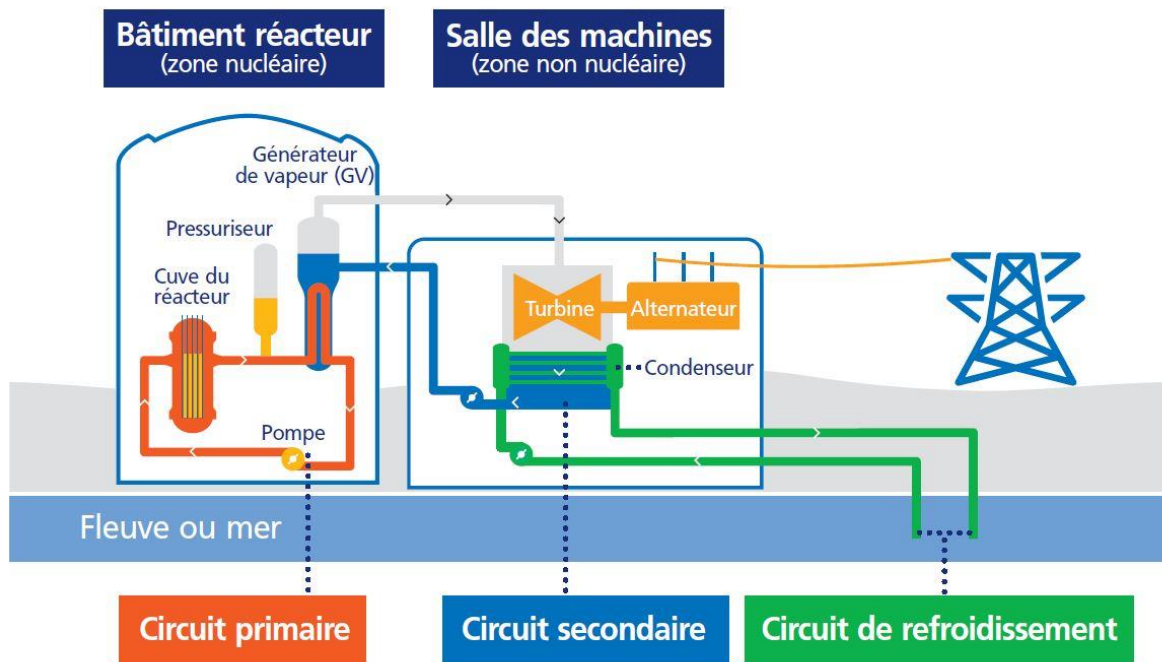 Bâtiment réacteur
(zone nucléaire)
Salle des machines
(zone non nucléaire)
Générateur
de vapeur (GV)
Pressuriseur
Cuve du
réacteur
Turbine
Alternateur
Condenseur
Pompe
Fleuve ou mer
Circuit primaire
Circuit secondaire
Circuit de refroidissement